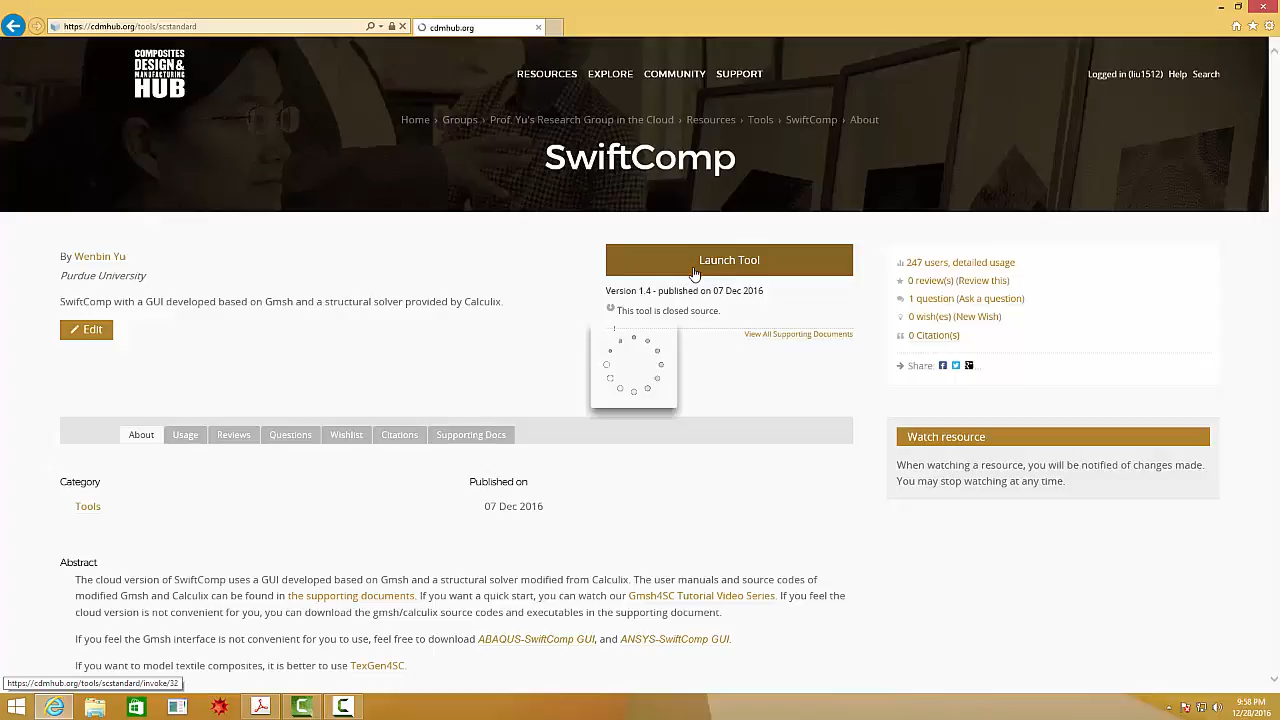 https://cdmhub.org/tools/scstandard
cdmhub.org
COMPOSITES
DESIGN &
MANUFACTURING
HUB
RESOURCES EXPLORE COMMUNITY SUPPORT
Logged in (liu1512) Help Search
Home › Groups › Prof. Yu's Research Group in the Cloud › Resources › Tools › SwiftComp › About
SwiftComp
By Wenbin Yu
Purdue University
SwiftComp with a GUI developed based on Gmsh and a structural solver provided by Calculix.
Edit
Launch Tool
Version 1.4 - published on 07 Dec 2016
This tool is closed source.
View All Supporting Documents
247 users, detailed usage
0 review(s) (Review this)
1 question (Ask a question)
0 wish(es) (New Wish)
0 Citation(s)
Share: ...
About Usage Reviews Questions Wishlist Citations Supporting Docs
Watch resource
When watching a resource, you will be notified of changes made.
You may stop watching at any time.
Category
Tools
Published on
07 Dec 2016
Abstract
The cloud version of SwiftComp uses a GUI developed based on Gmsh and a structural solver modified from Calculix. The user manuals and source codes of
modified Gmsh and Calculix can be found in the supporting documents. If you want a quick start, you can watch our Gmsh4SC Tutorial Video Series. If you feel the
cloud version is not convenient for you, you can download the gmsh/calculix source codes and executables in the supporting document.
If you feel the Gmsh interface is not convenient for you to use, feel free to download ABAQUS-SwiftComp GUI, and ANSYS-SwiftComp GUI.
If you want to model textile composites, it is better to use TexGen4SC.
https://cdmhub.org/tools/scstandard/invoke/32
9:58 PM
12/28/2016